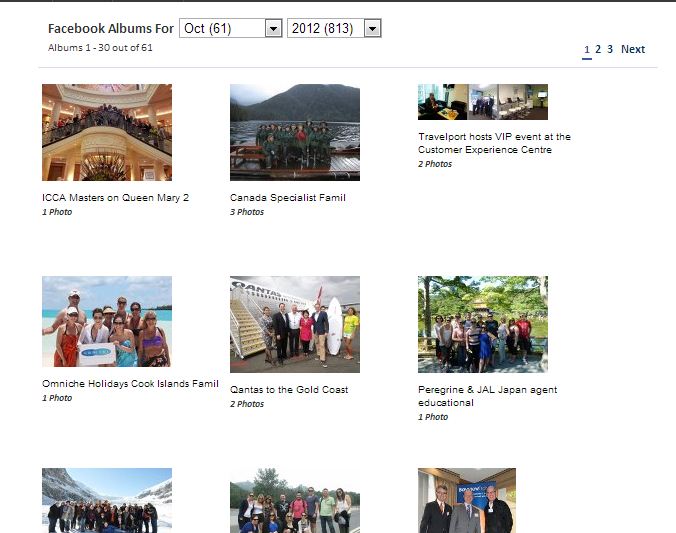 Facebook Albums For Oct (61) 2012 (813)
Albums 1 - 30 out of 61
1 2 3 Next
ICCA Masters on Queen Mary 2
1 Photo
Canada Specialist Famil
3 Photos
Travelport hosts VIP event at the
Customer Experience Centre
2 Photos
QANTAS
Omniche Holidays Cook Islands Famil
1 Photo
Qantas to the Gold Coast
2 Photos
Peregrine & JAL Japan agent
educational
1 Photo